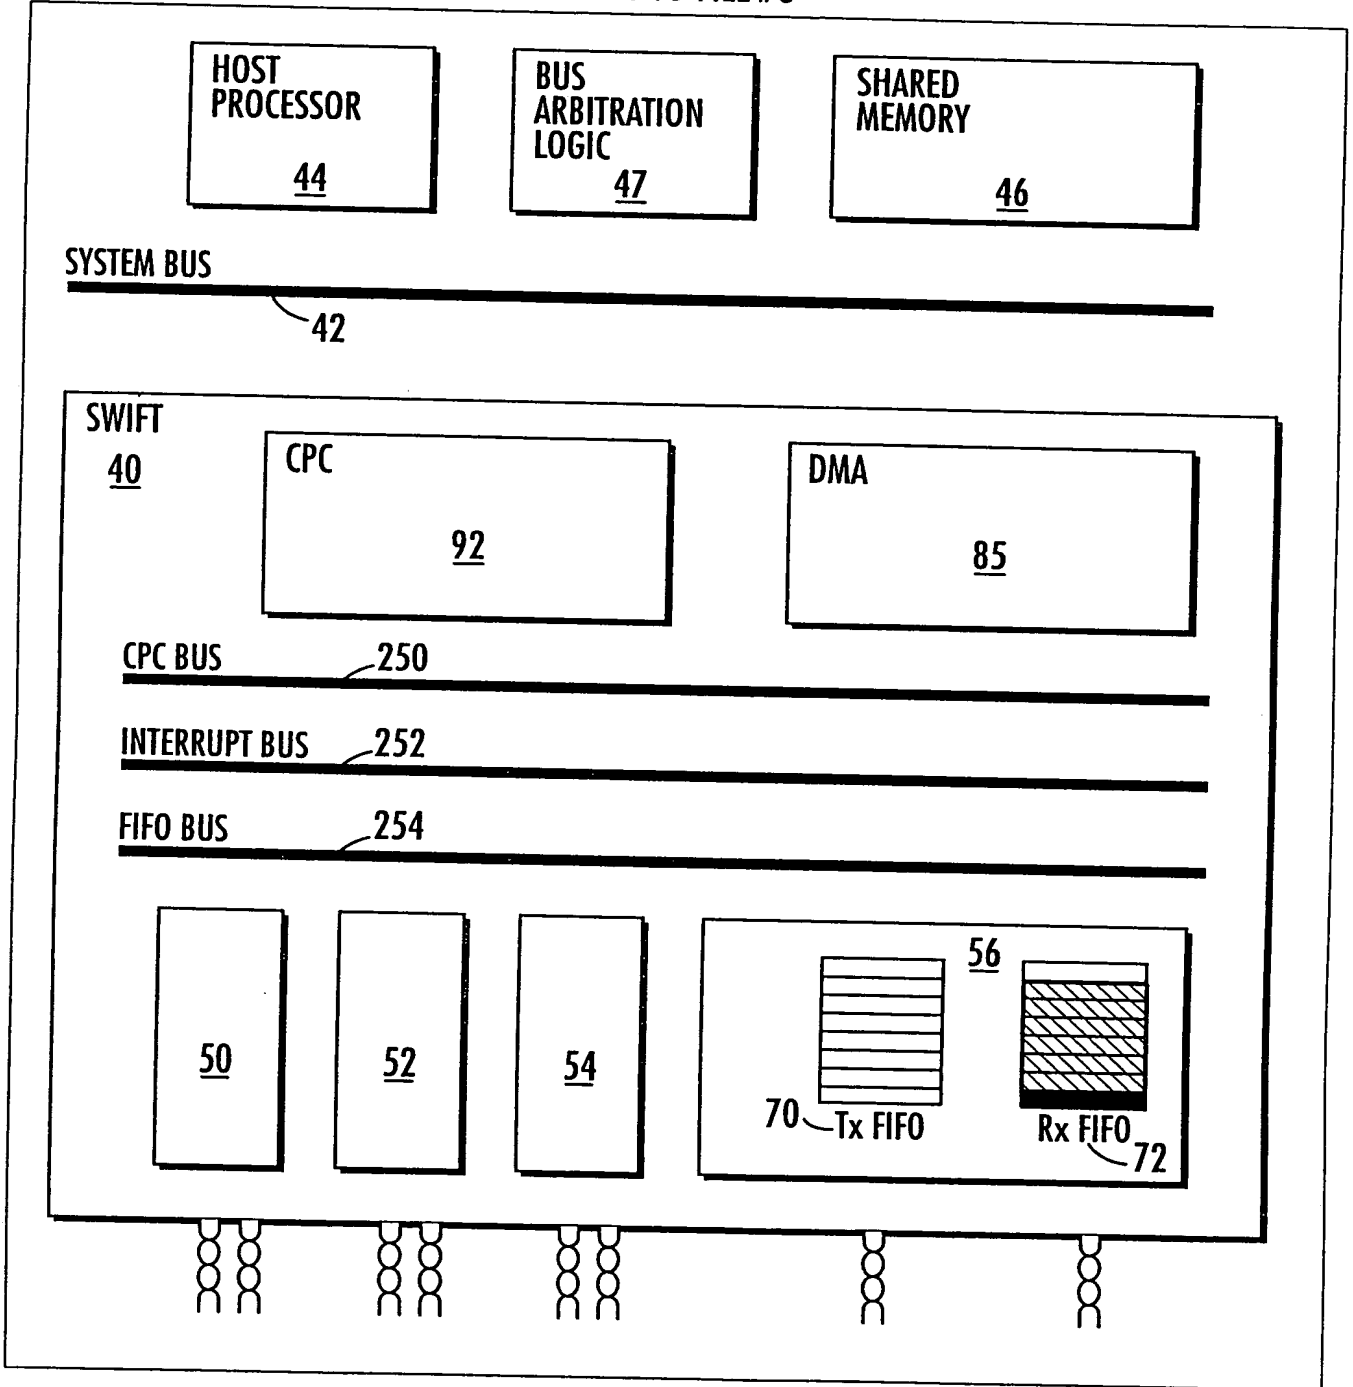 HOST
PROCESSOR
44
BUS
ARBITRATION
LOGIC
47
SHARED
MEMORY
46
SYSTEM BUS
42
SWIFT
40
CPC
92
DMA
85
CPC BUS
250
INTERRUPT BUS
252
FIFO BUS
254
50
52
54
56
70
Tx FIFO
Rx FIFO
72